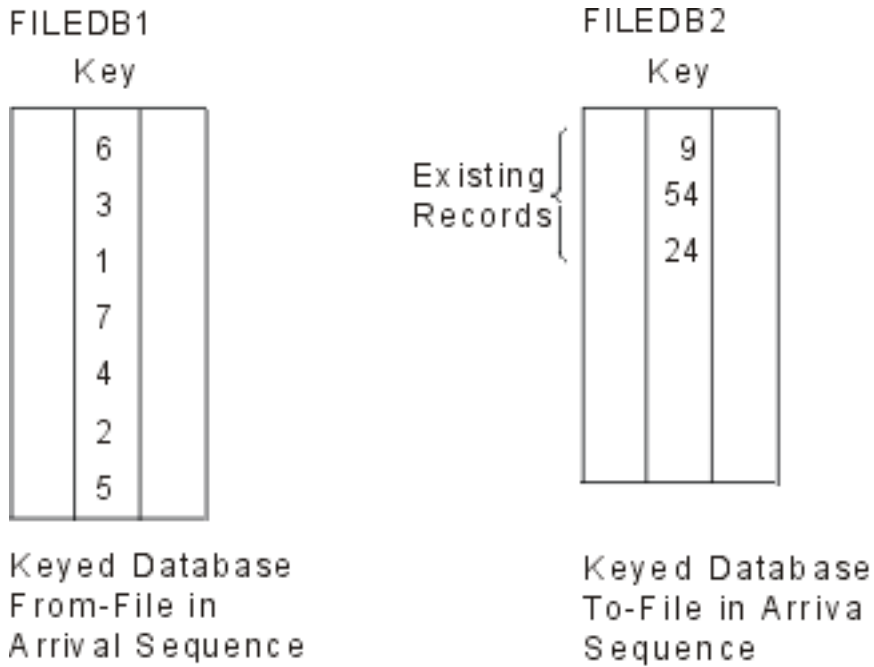 FILEDB1
Key
6
3
1
7
4
2
5
Keyed Database
From-File in
Arrival Sequence
FILEDB2
Key
Existing
Records
9
54
24
Keyed Database
To-File in Arriva
Sequence